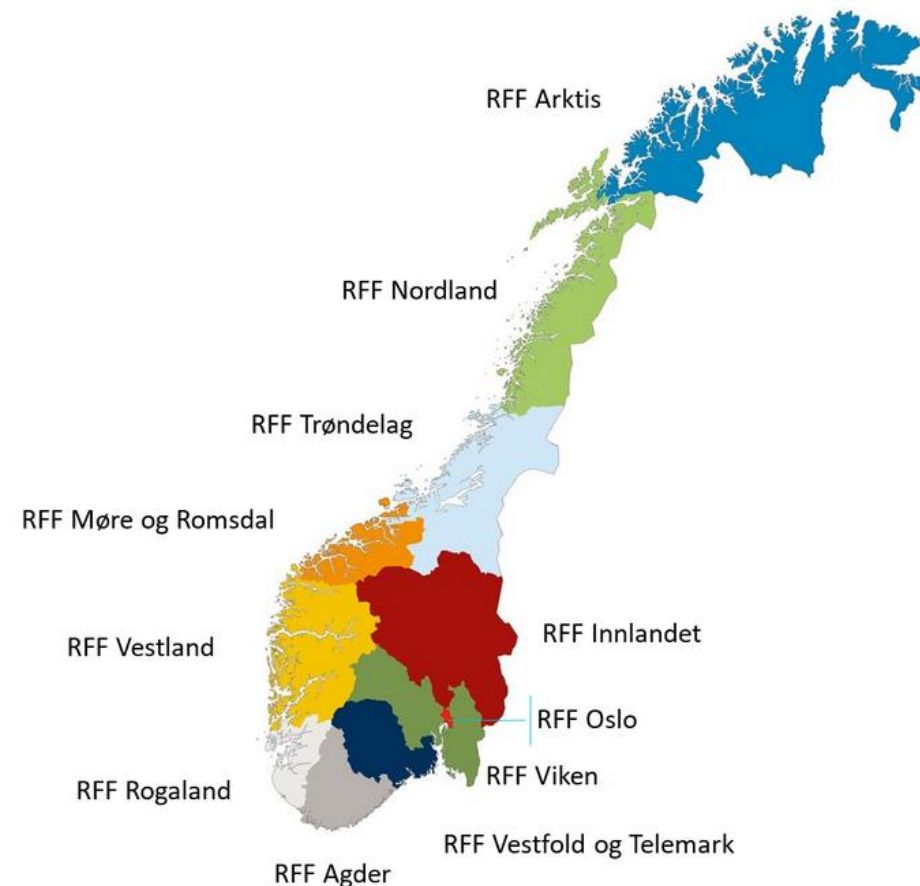 RFF Arktis
RFF Nordland
RFF Trøndelag
RFF Møre og Romsdal
RFF Vestland
RFF Innlandet
RFF Oslo
RFF Viken
RFF Rogaland
RFF Vestfold og Telemark
RFF Agder